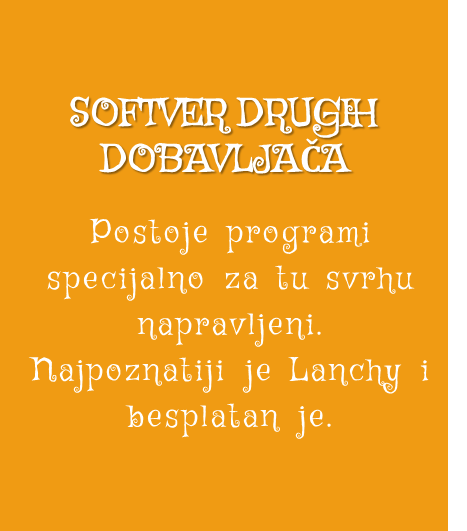 SOFTVER DRUGIH
DOBAVLJAČA
Postoje programi
specijalno za tu svrhu
napravljeni.
Najpoznatiji je Lanchy i
besplatan je.